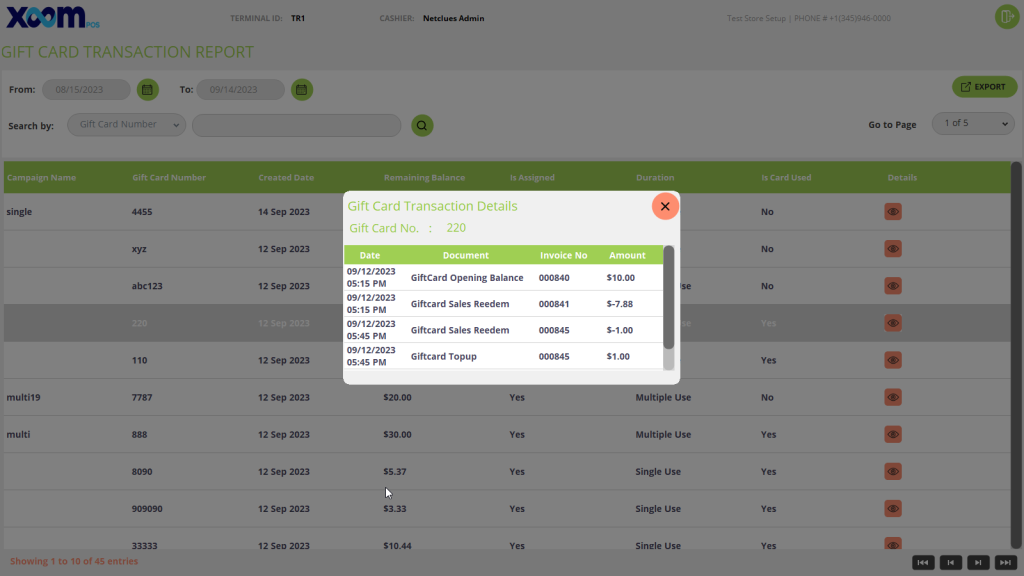 XOOM POS TERMINAL ID: TR1 CASHIER: Netclues Admin Test Store Setup | PHONE # +1(345)946-0000
GIFT CARD TRANSACTION REPORT
From: 08/15/2023 To: 09/14/2023 EXPORT
Search by: Gift Card Number Go to Page 1 of 5
Campaign Name Gift Card Number Created Date Remaining Balance Is Assigned Duration Is Card Used Details
single 4455 14 Sep 2023 No
xyz 12 Sep 2023 No
abc123 12 Sep 2023 No
220 12 Sep 2023 Yes
110 12 Sep 2023 Yes
multi19 7787 12 Sep 2023 $20.00 Yes Multiple Use No
multi 888 12 Sep 2023 $30.00 Yes Multiple Use Yes
8090 12 Sep 2023 $5.37 Yes Single Use Yes
909090 12 Sep 2023 $3.33 Yes Single Use Yes
33333 12 Sep 2023 $10.44 Yes Single Use Yes
Showing 1 to 10 of 45 entries
Gift Card Transaction Details
Gift Card No. : 220
Date Document Invoice No Amount
09/12/2023 05:15 PM GiftCard Opening Balance 000840 $10.00
09/12/2023 05:15 PM Giftcard Sales Reedem 000841 $-7.88
09/12/2023 05:45 PM Giftcard Sales Reedem 000845 $-1.00
09/12/2023 05:45 PM Giftcard Topup 000845 $1.00